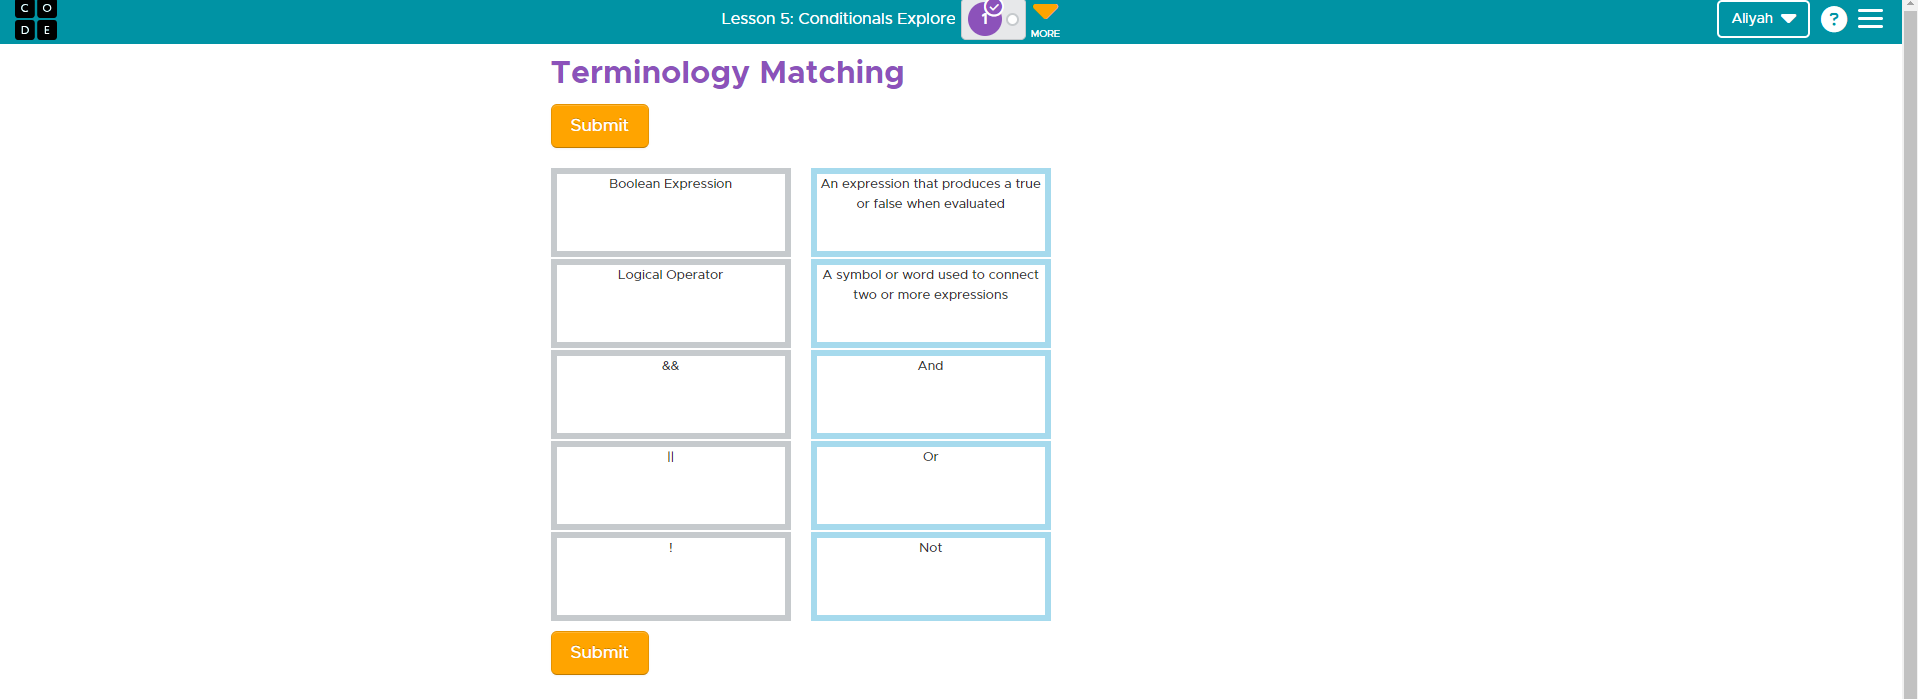 C O
D E
Lesson 5: Conditionals Explore
1
MORE
Aliyah
?
Terminology Matching
Submit
Boolean Expression
An expression that produces a true
or false when evaluated
Logical Operator
A symbol or word used to connect
two or more expressions
&&
And
||
Or
!
Not
Submit